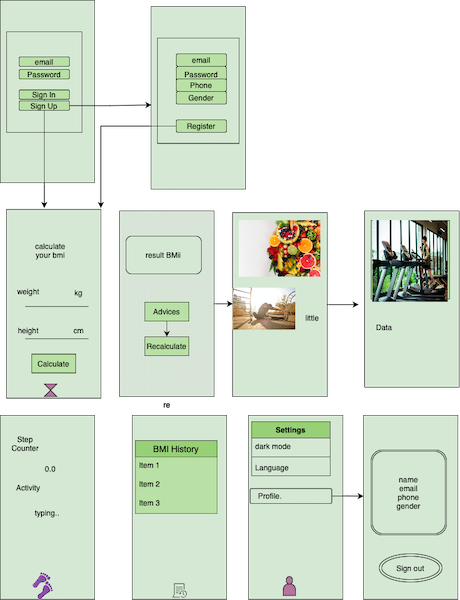 email
Password
Sign In
Sign Up
email
Password
Phone
Gender
Register
calculate
your bmi
weight
kg
height
cm
Calculate
result BMii
Advices
Recalculate
re
little
Data
Step
Counter
0.0
Activity
typing..
BMI History
Item 1
Item 2
Item 3
Settings
dark mode
Language
Profile.
name
email
phone
gender
Sign out